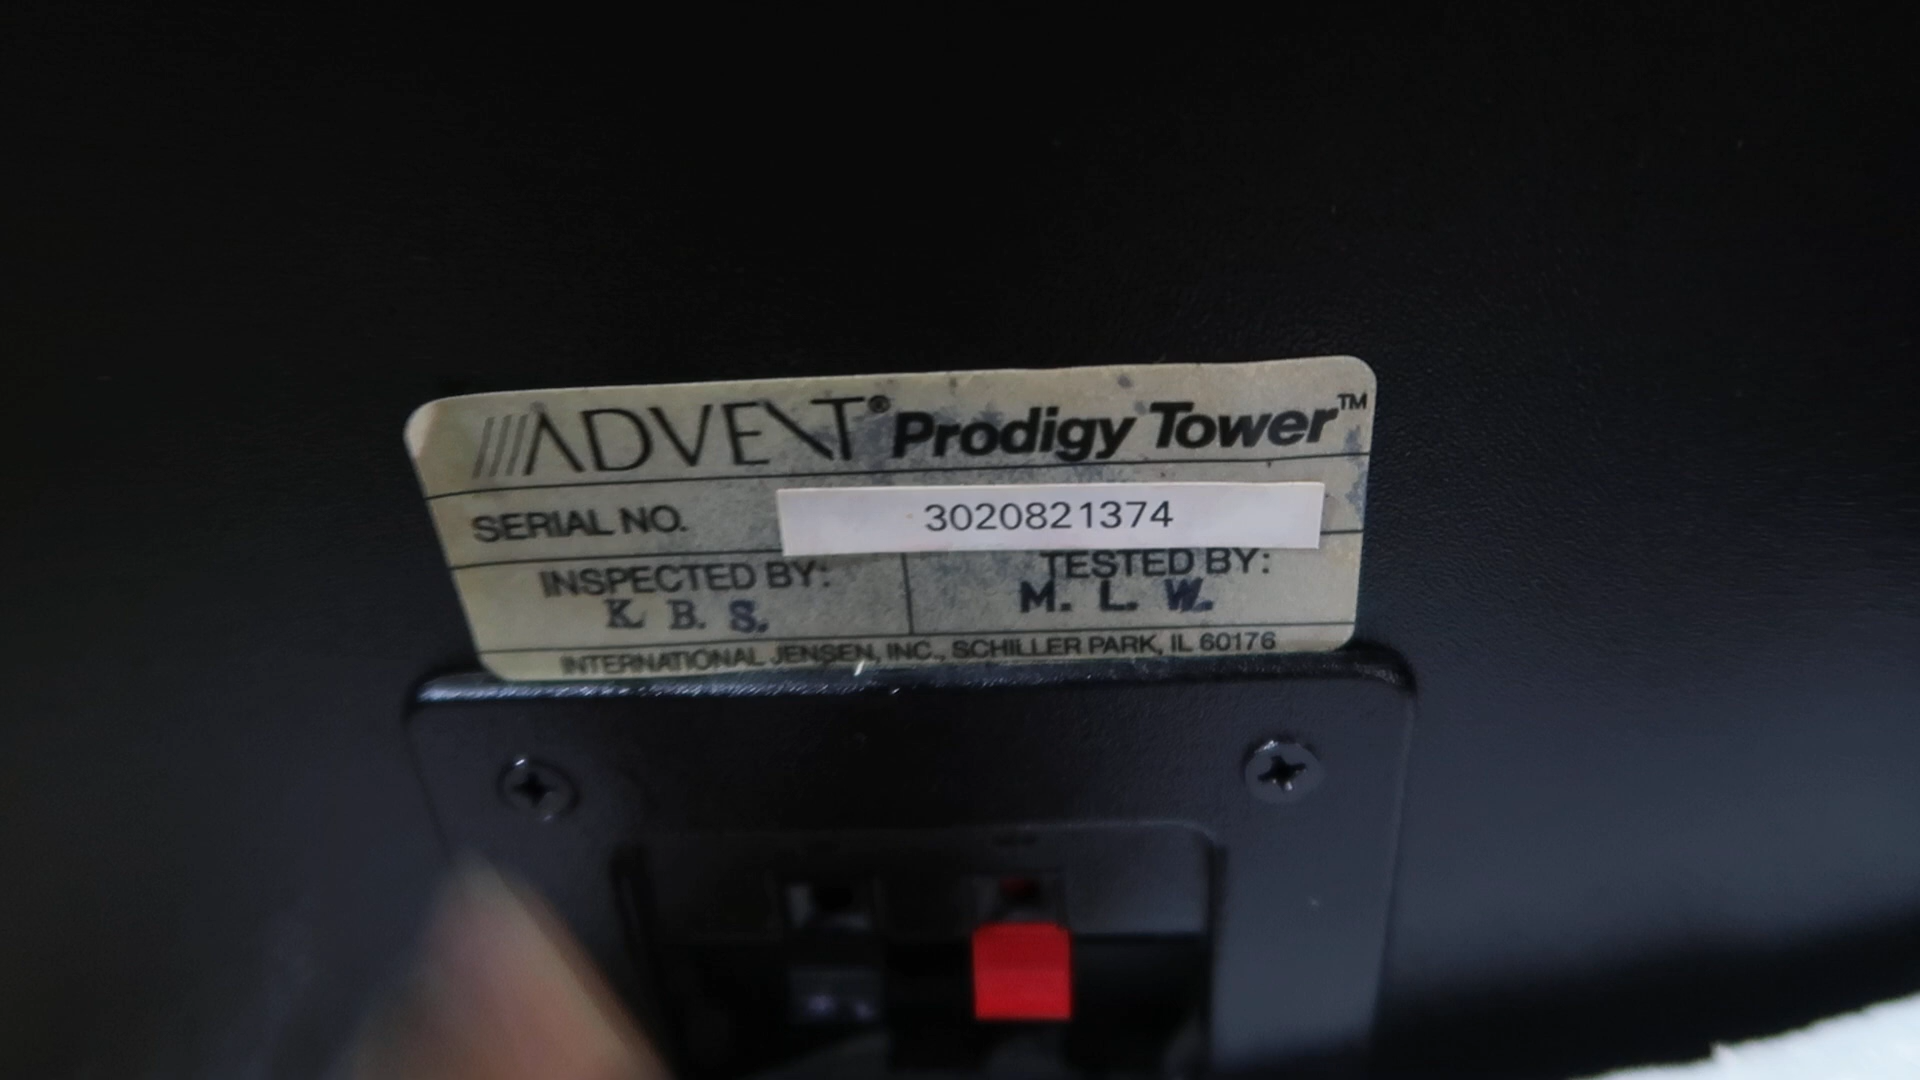 ADVENT® Prodigy Tower™
SERIAL NO. 3020821374
INSPECTED BY: TESTED BY:
K. B. S. M. L. W.
INTERNATIONAL JENSEN, INC., SCHILLER PARK, IL 60176